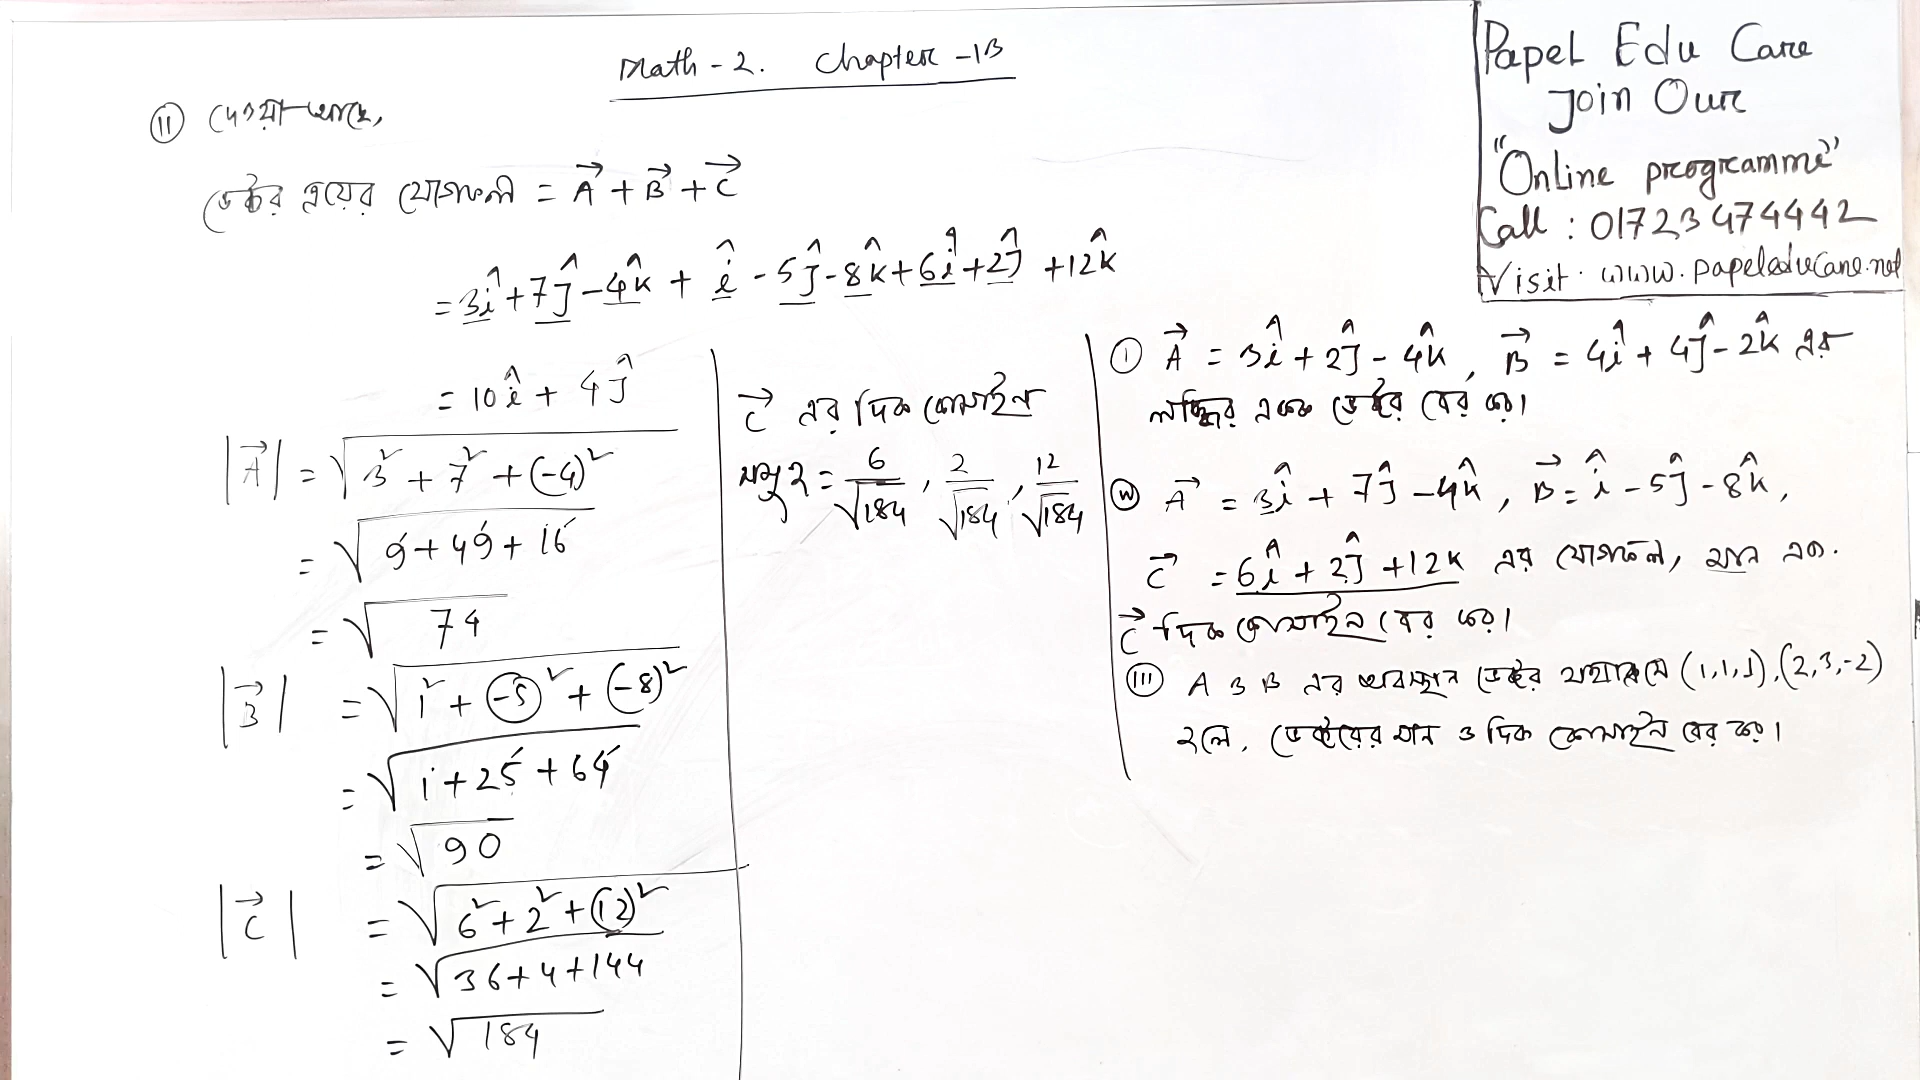 Math - 2. Chapter - 1B
Papel Edu Care
Join Our
"Online programme"
Call : 01723474442
Visit. www.papeleducare.net
(ii) দেওয়া আছে,
ভেক্টর ত্রয়ের যোগফল = A⃗ + B⃗ + C⃗
= 3î + 7ĵ - 4k̂ + î - 5ĵ - 8k̂ + 6î + 2ĵ + 12k̂
= 10î + 4ĵ
|A⃗| = √(3² + 7² + (-4)²)
= √(9 + 49 + 16)
= √74
|B⃗| = √(1² + (-5)² + (-8)²)
= √(1 + 25 + 64)
= √90
|C⃗| = √(6² + 2² + (12)²)
= √(36 + 4 + 144)
= √184
C⃗ এর দিক কোসাইন
সমূহ = 6/√184, 2/√184, 12/√184
(i) A⃗ = 3î + 2ĵ - 4k̂, B⃗ = 4î + 4ĵ - 2k̂ এর
লব্ধির একক ভেক্টর বের কর।
(ii) A⃗ = 3î + 7ĵ - 4k̂, B⃗ = î - 5ĵ - 8k̂,
C⃗ = 6î + 2ĵ + 12k এর যোগফল, মান এবং
C⃗ দিক কোসাইন বের কর।
(iii) A ও B এর অবস্থান ভেক্টর যথাক্রমে (1,1,1), (2,3,-2)
হলে, ভেক্টরের মান ও দিক কোসাইন বের কর।